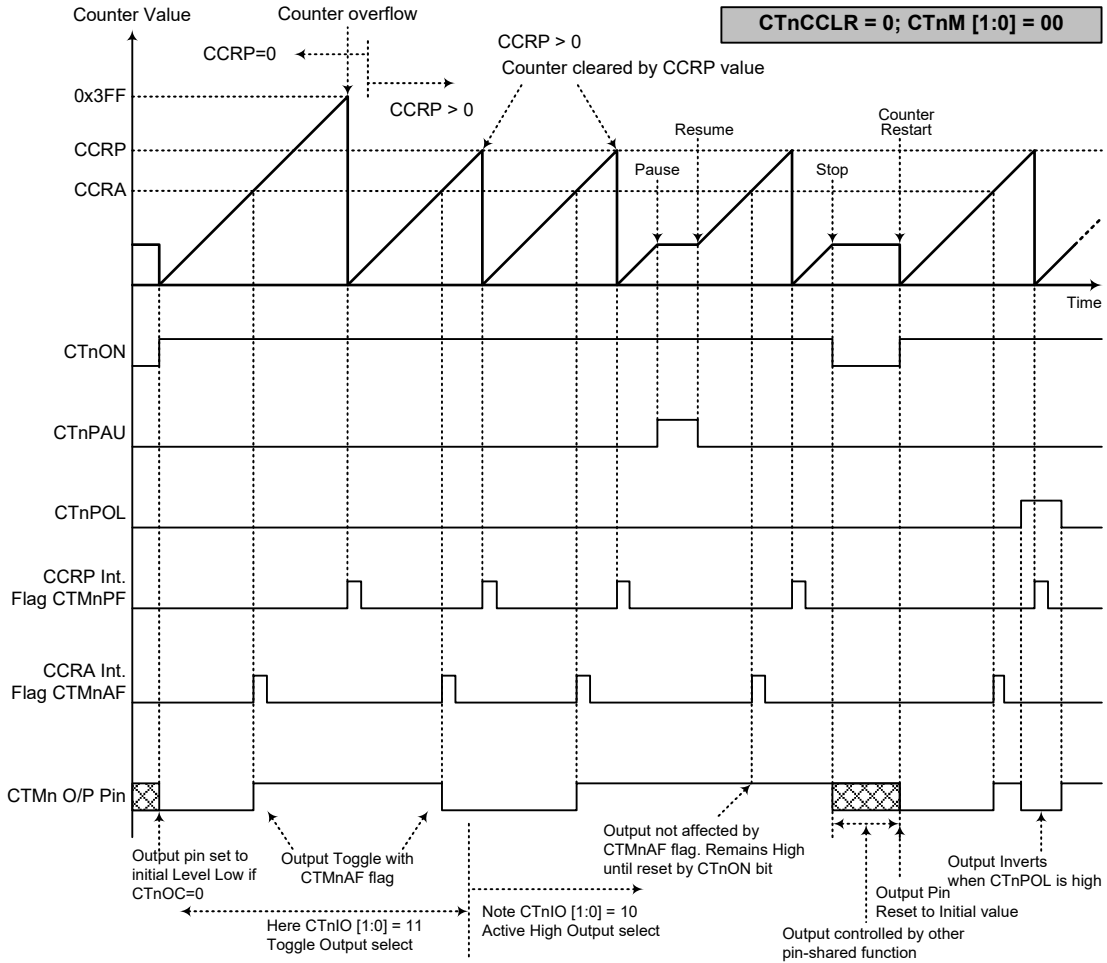 Counter Value
Counter overflow
CTnCCLR = 0; CTnM [1:0] = 00
CCRP=0
CCRP > 0
CCRP > 0
Counter cleared by CCRP value
0x3FF
CCRP
CCRA
Pause
Resume
Stop
Counter
Restart
Time
CTnON
CTnPAU
CTnPOL
CCRP Int.
Flag CTMnPF
CCRA Int.
Flag CTMnAF
CTMn O/P Pin
Output pin set to
initial Level Low if
CTnOC=0
Output Toggle with
CTMnAF flag
Here CTnIO [1:0] = 11
Toggle Output select
Note CTnIO [1:0] = 10
Active High Output select
Output not affected by
CTMnAF flag. Remains High
until reset by CTnON bit
Output controlled by other
pin-shared function
Output Pin
Reset to Initial value
Output Inverts
when CTnPOL is high